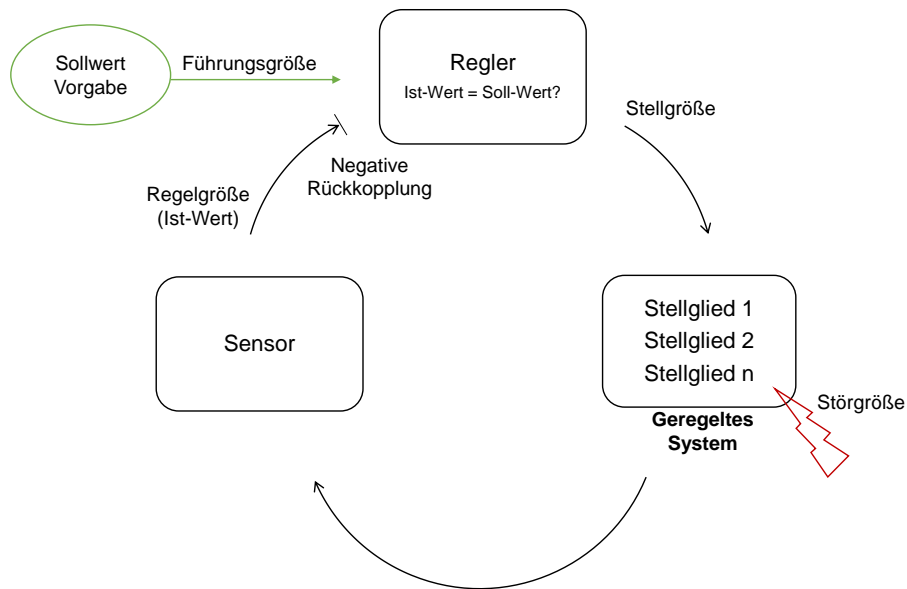 Sollwert
Vorgabe
Führungsgröße
Regler
Ist-Wert = Soll-Wert?
Stellgröße
Negative
Rückkopplung
Regelgröße
(Ist-Wert)
Sensor
Stellglied 1
Stellglied 2
Stellglied n
Störgröße
Geregeltes
System